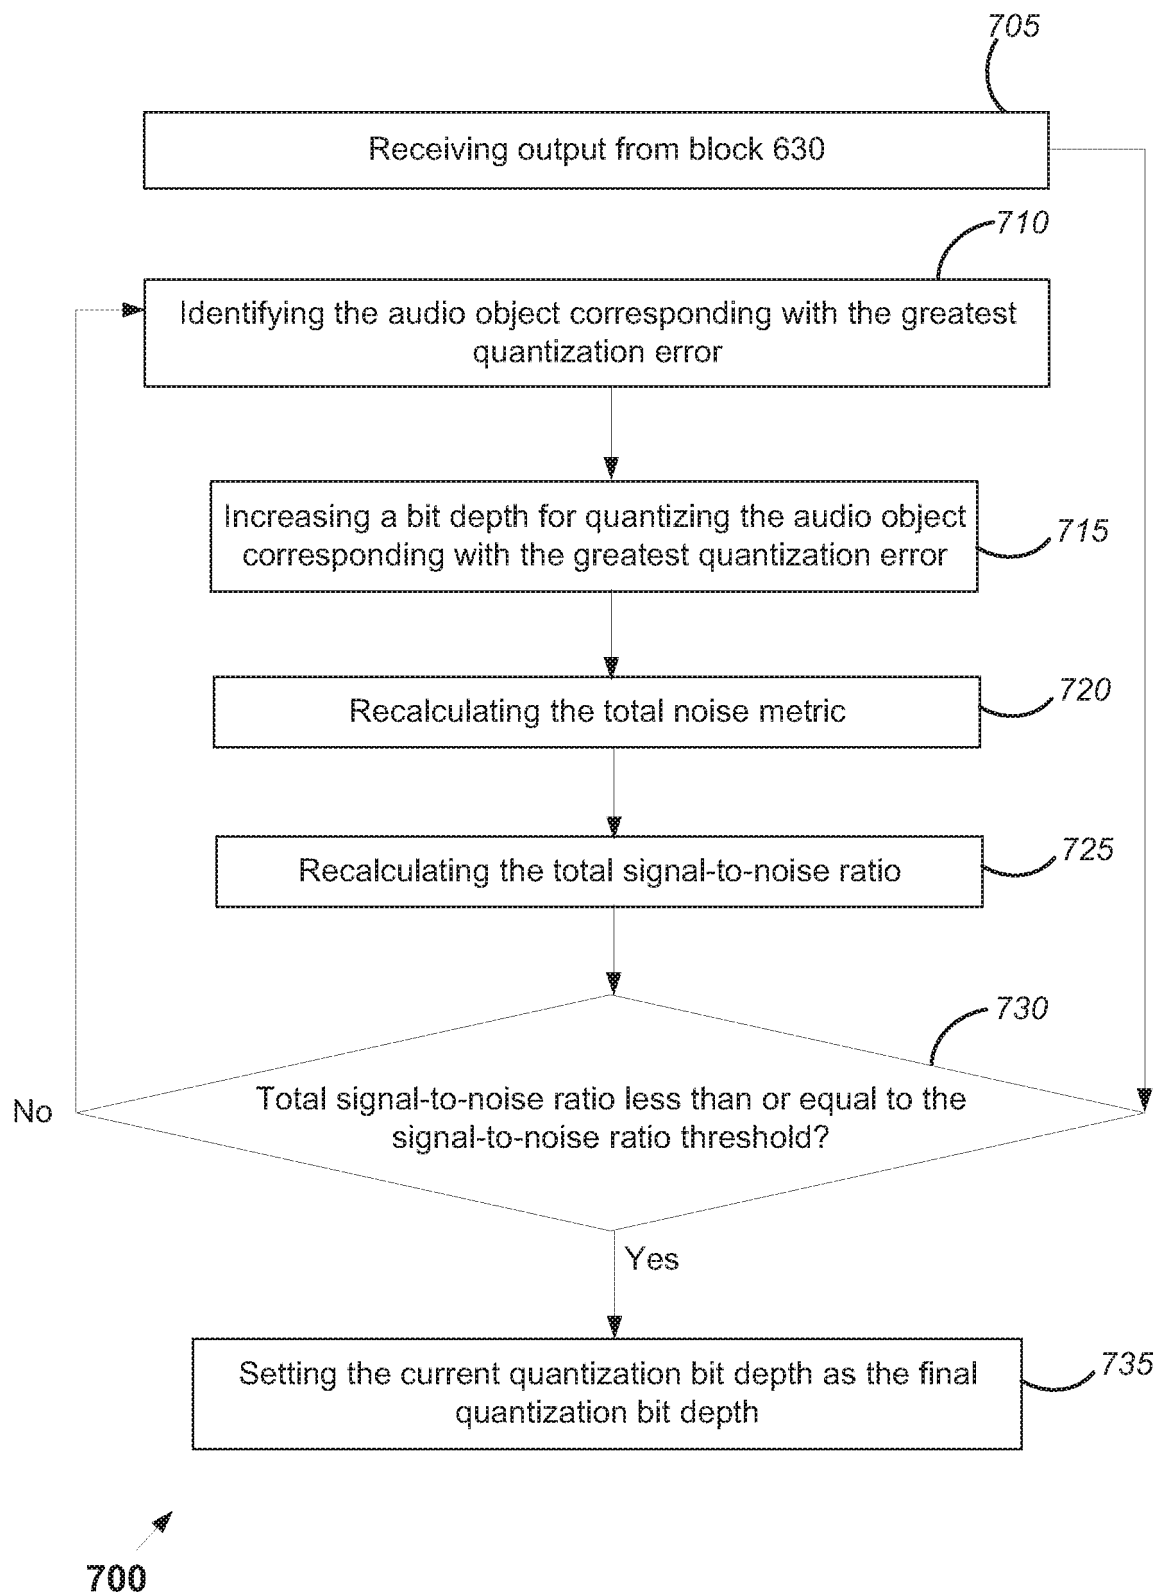 705
Receiving output from block 630
710
Identifying the audio object corresponding with the greatest
quantization error
Increasing a bit depth for quantizing the audio object
corresponding with the greatest quantization error
715
Recalculating the total noise metric
720
Recalculating the total signal-to-noise ratio
725
730
No
Total signal-to-noise ratio less than or equal to the
signal-to-noise ratio threshold?
Yes
Setting the current quantization bit depth as the final
quantization bit depth
735
700